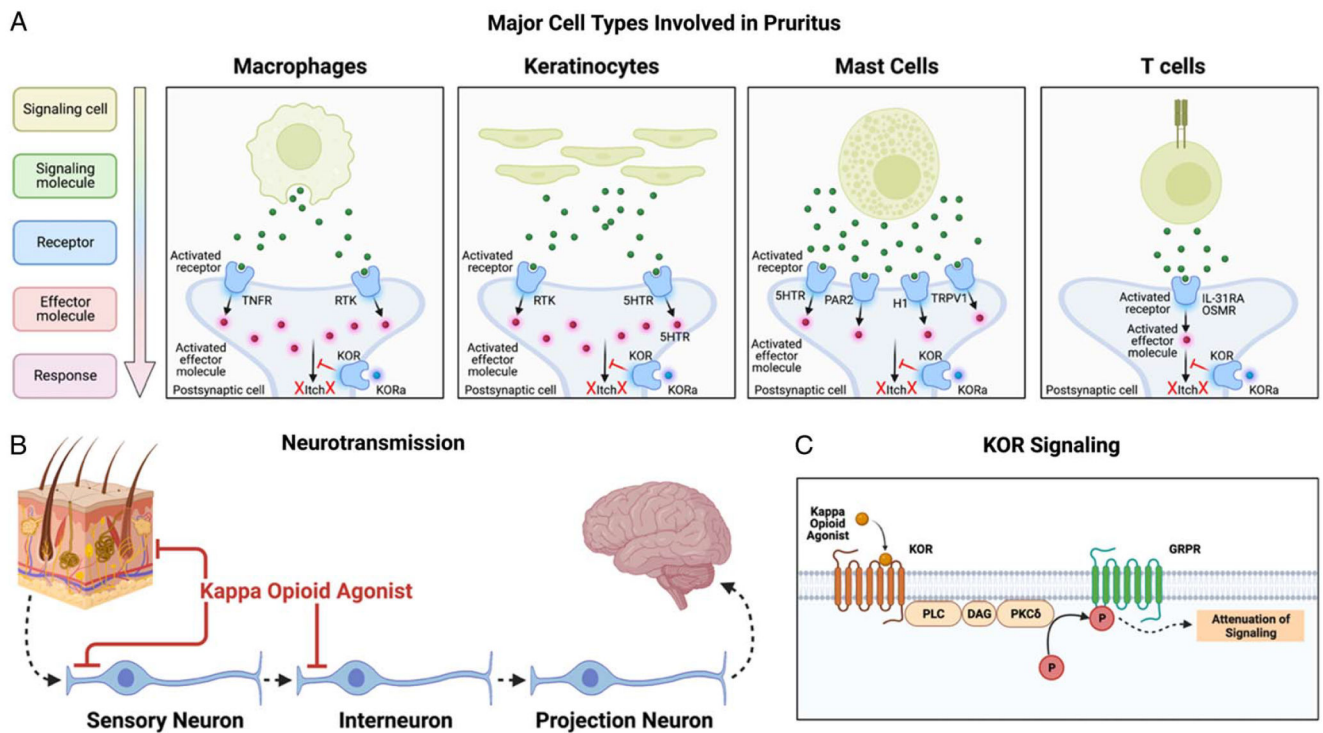 A
Major Cell Types Involved in Pruritus
Signaling cell
Signaling
molecule
Receptor
Effector
molecule
Response
Macrophages
Activated
receptor
TNFR
RTK
Activated
effector
molecule
KOR
Postsynaptic cell
XItchX
KORa
Keratinocytes
Activated
receptor
RTK
5HTR
5HTR
Activated
effector
molecule
KOR
Postsynaptic cell
XItchX
KORa
Mast Cells
Activated
receptor
5HTR
PAR2
H1
TRPV1
Activated
effector
molecule
KOR
Postsynaptic cell
XItchX
KORa
T cells
Activated
receptor
IL-31RA
OSMR
Activated
effector
molecule
KOR
Postsynaptic cell
XItchX
KORa
B
Neurotransmission
Kappa Opioid Agonist
Sensory Neuron
Interneuron
Projection Neuron
C
KOR Signaling
Kappa
Opioid
Agonist
KOR
GRPR
PLC
DAG
PKCδ
P
P
Attenuation of
Signaling